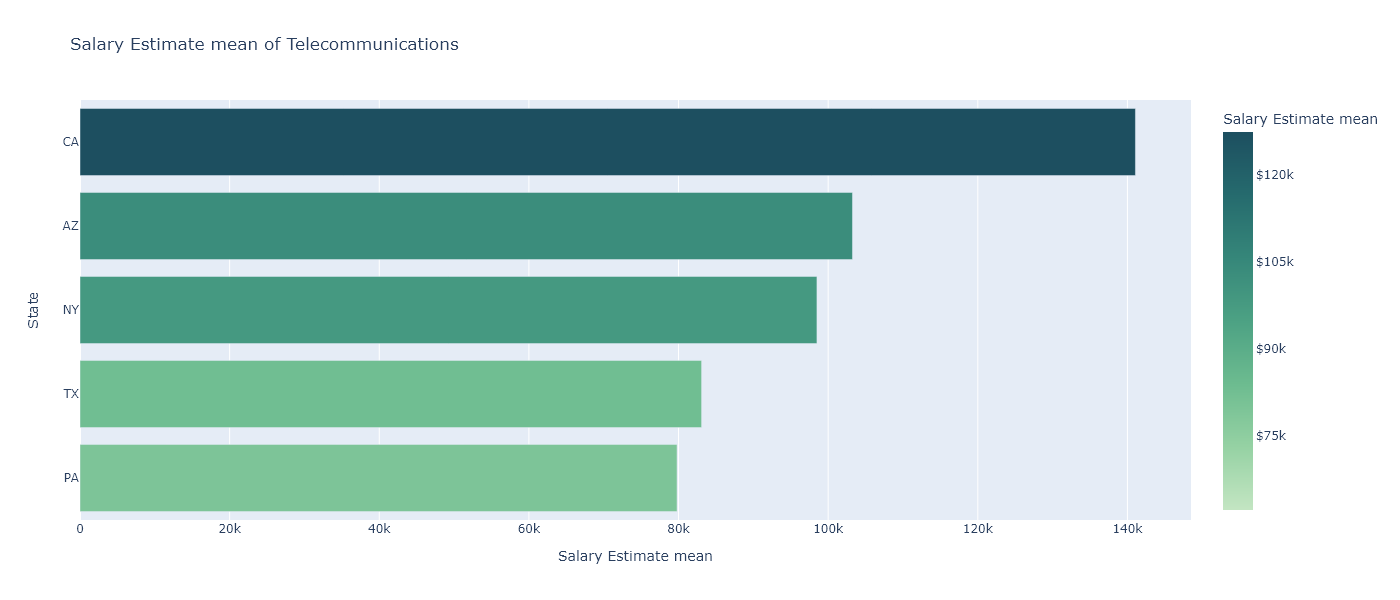 Salary Estimate mean of Telecommunications
Salary Estimate mean
CA
AZ
NY
TX
PA
State
0 20k 40k 60k 80k 100k 120k 140k
Salary Estimate mean
$120k
$105k
$90k
$75k